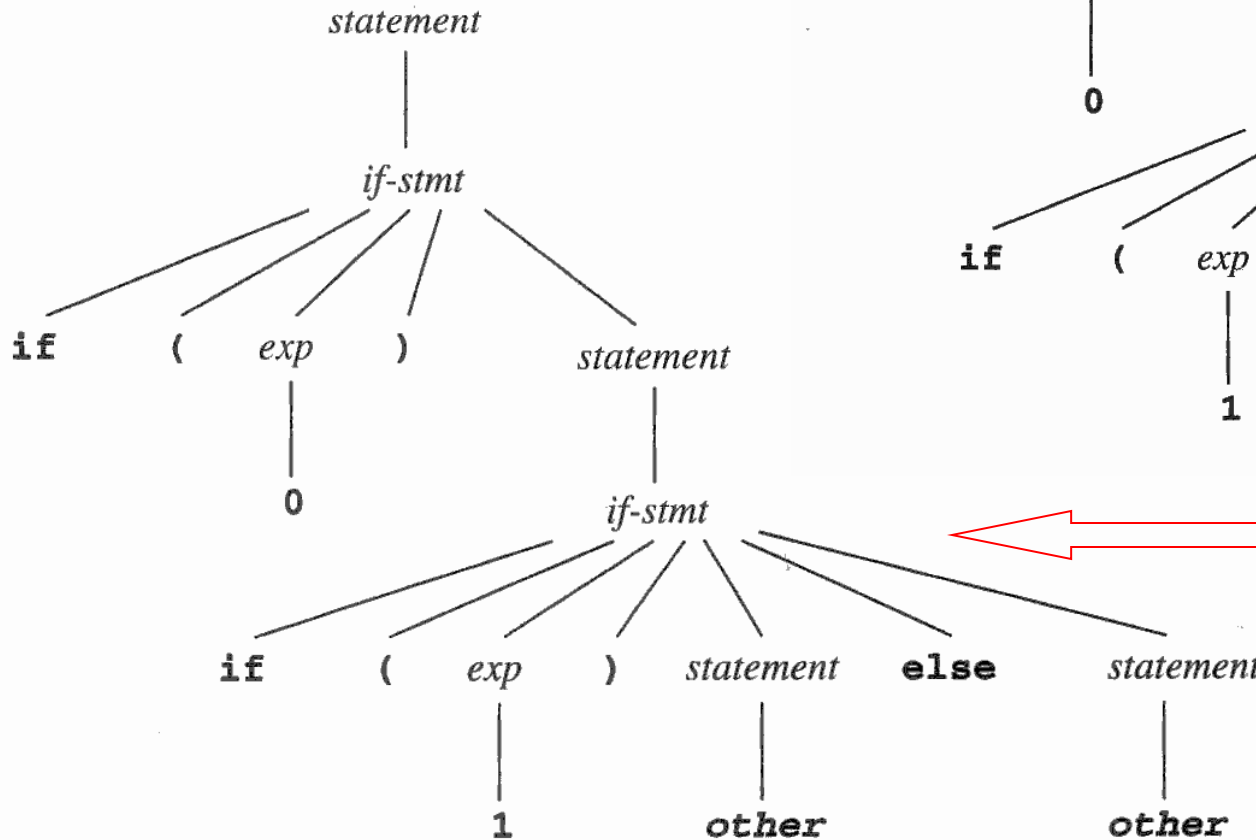 statement
0
if-stmt
if ( exp
if ( exp ) statement
1
0
if-stmt
if ( exp ) statement else statement
1 other other